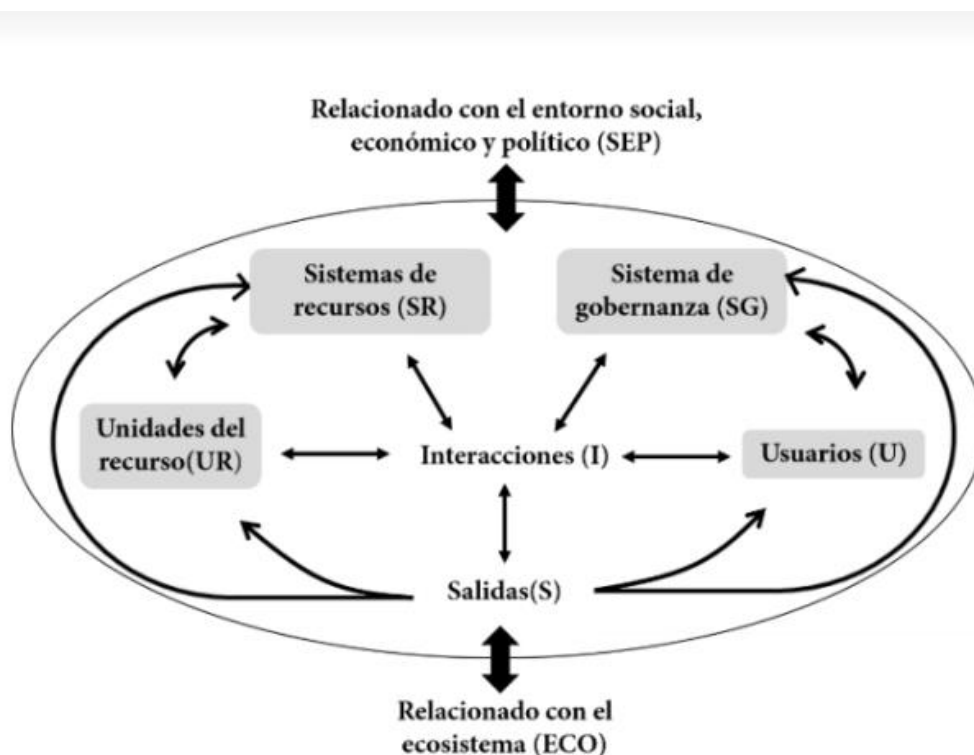 Relacionado con el entorno social,
económico y político (SEP)
Sistemas de
recursos (SR)
Sistema de
gobernanza (SG)
Unidades del
recurso(UR)
Interacciones (I)
Usuarios (U)
Salidas(S)
Relacionado con el
ecosistema (ECO)